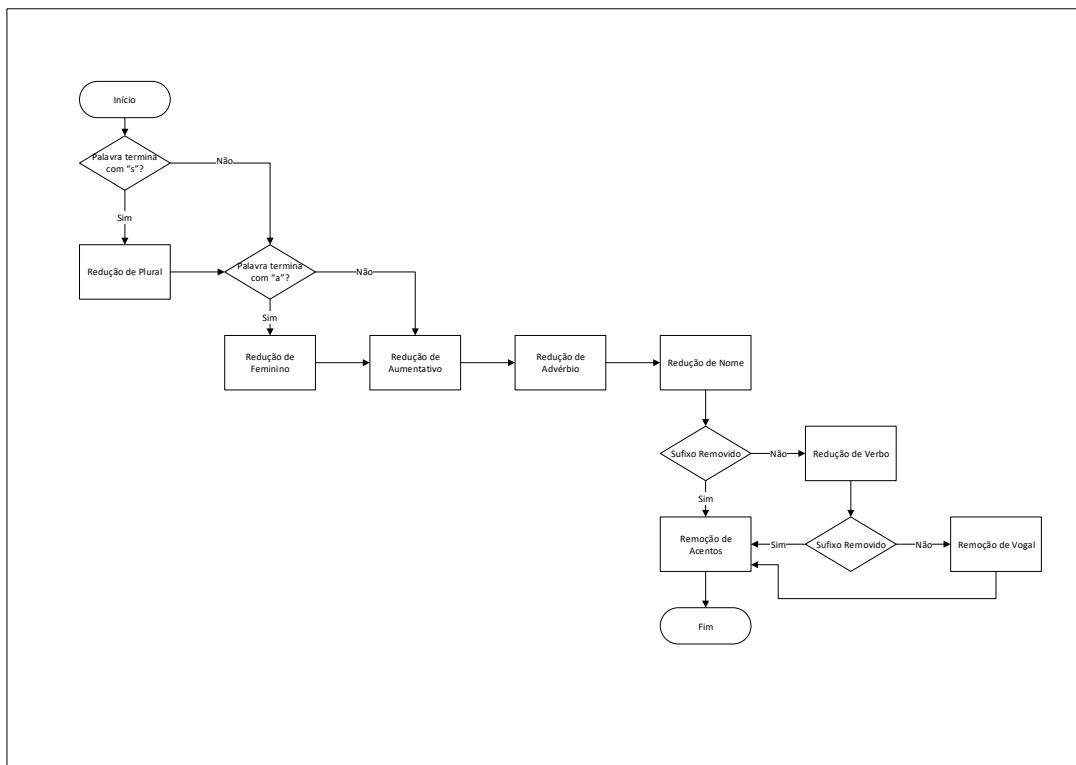 Início
Palavra termina
com “s”?
Não
Sim
Redução de Plural
Palavra termina
com “a”?
Não
Sim
Redução de
Feminino
Redução de
Aumentativo
Redução de
Advérbio
Redução de Nome
Sufixo Removido
Não
Redução de Verbo
Sim
Remoção de
Acentos
Sim
Sufixo Removido
Não
Remoção de Vogal
Fim